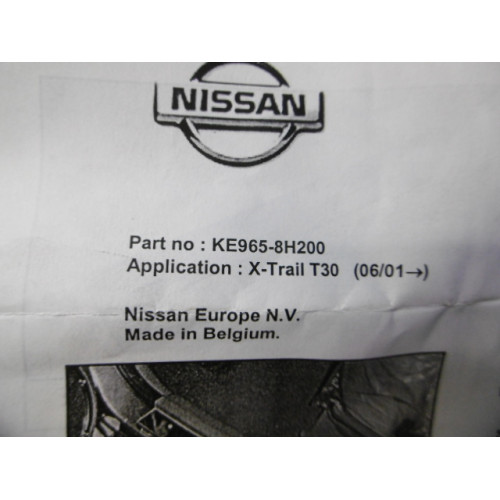 NISSAN
Part no : KE965-8H200
Application : X-Trail T30 (06/01→)
Nissan Europe N.V.
Made in Belgium.